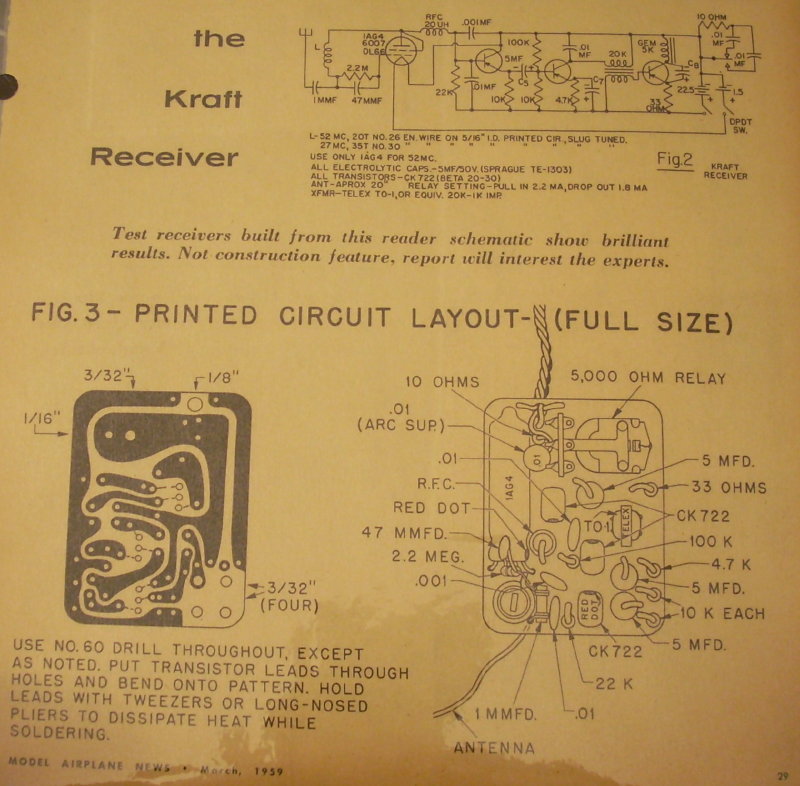 the
Kraft
Receiver
RFC
20 UH
.001MF
1AG4
6007
DL66
L
2.2M
1MMF
47MMF
22K
.01MF
100K
5MF
C5
10K
10K
.01
MF
4.7K
C7
20K
GEM
5K
33
OHM
C8
10 OHM
.01
MF
.01
MF
22.5
1.5
DPDT
SW.
L-52 MC, 20T NO.26 EN.WIRE ON 5/16" I.D. PRINTED CIR., SLUG TUNED.
27MC, 35T NO.30 " " " " " " " "
USE ONLY 1AG4 FOR 52MC.
ALL ELECTROLYTIC CAPS.-5MF/50V. (SPRAGUE TE-1303)
ALL TRANSISTORS-CK722 (BETA 20-30)
ANT-APROX 20" RELAY SETTING-PULL IN 2.2 MA, DROP OUT 1.8 MA
XFMR-TELEX TO-1, OR EQUIV. 20K-1K IMP.
Fig.2
KRAFT
RECEIVER
Test receivers built from this reader schematic show brilliant
results. Not construction feature, report will interest the experts.
FIG. 3- PRINTED CIRCUIT LAYOUT- (FULL SIZE)
3/32"
1/8"
1/16"
3/32"
(FOUR)
10 OHMS
5,000 OHM RELAY
.01
(ARC SUP.)
.01
R.F.C.
RED DOT
47 MMFD.
2.2 MEG.
.001
.01
1AG4
TO-1
TELEX
RED
DOT
5 MFD.
33 OHMS
CK722
100 K
4.7 K
5 MFD.
10 K EACH
5 MFD.
CK722
22 K
.01
1 MMFD.
ANTENNA
USE NO. 60 DRILL THROUGHOUT, EXCEPT
AS NOTED. PUT TRANSISTOR LEADS THROUGH
HOLES AND BEND ONTO PATTERN. HOLD
LEADS WITH TWEEZERS OR LONG-NOSED
PLIERS TO DISSIPATE HEAT WHILE
SOLDERING.
MODEL AIRPLANE NEWS • March, 1959
29